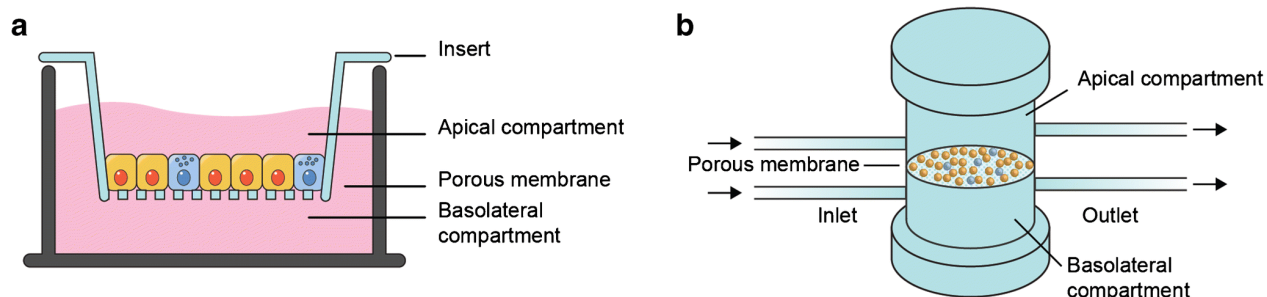 a
Insert
Apical compartment
Porous membrane
Basolateral
compartment
b
Apical compartment
Porous membrane
Inlet
Outlet
Basolateral
compartment